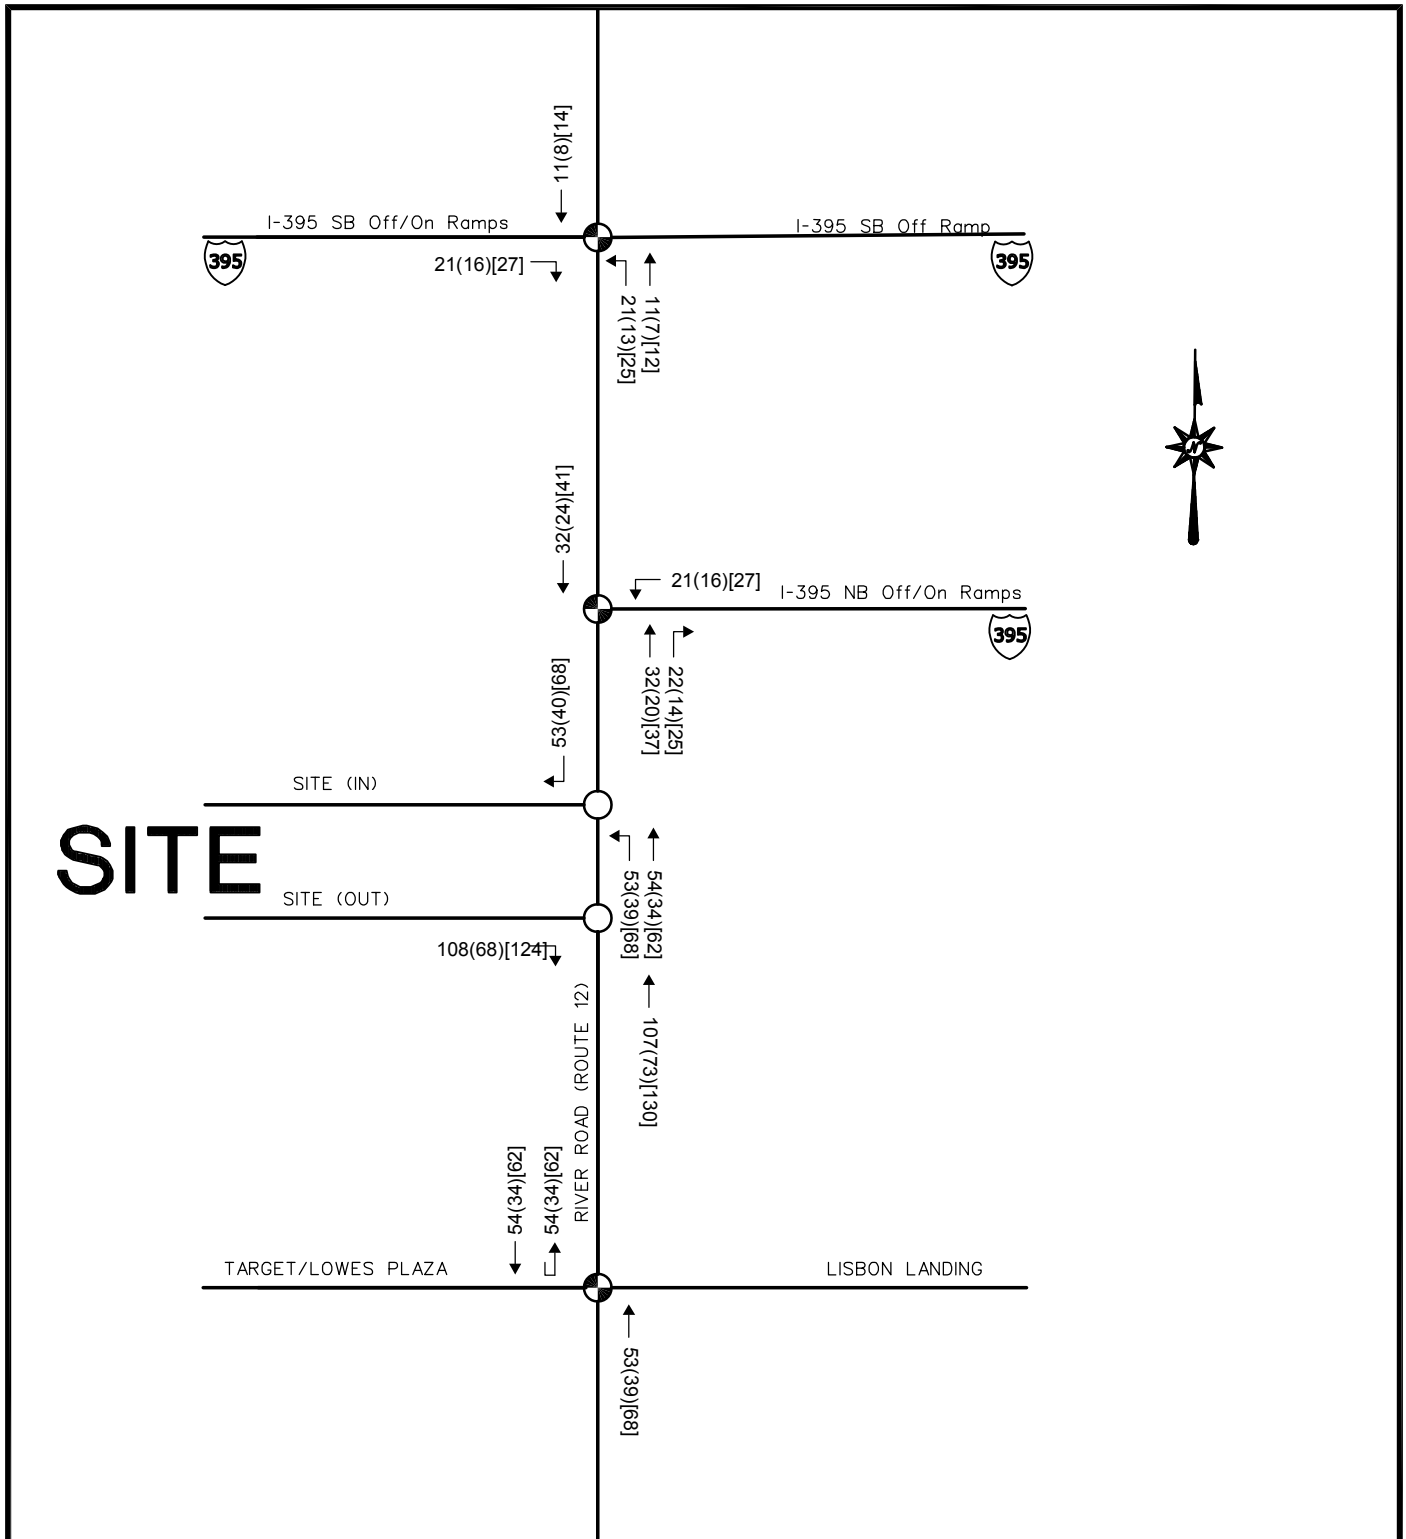 11(8)[14]
I-395 SB Off/On Ramps
I-395 SB Off Ramp
395
395
21(16)[27]
21(13)[25]
11(7)[12]
32(24)[41]
21(16)[27]
I-395 NB Off/On Ramps
395
N
53(40)[68]
32(20)[37]
22(14)[25]
SITE (IN)
SITE
SITE (OUT)
53(39)[68]
54(34)[62]
108(68)[124]
RIVER ROAD (ROUTE 12)
107(73)[130]
54(34)[62]
54(34)[62]
TARGET/LOWES PLAZA
LISBON LANDING
53(39)[68]